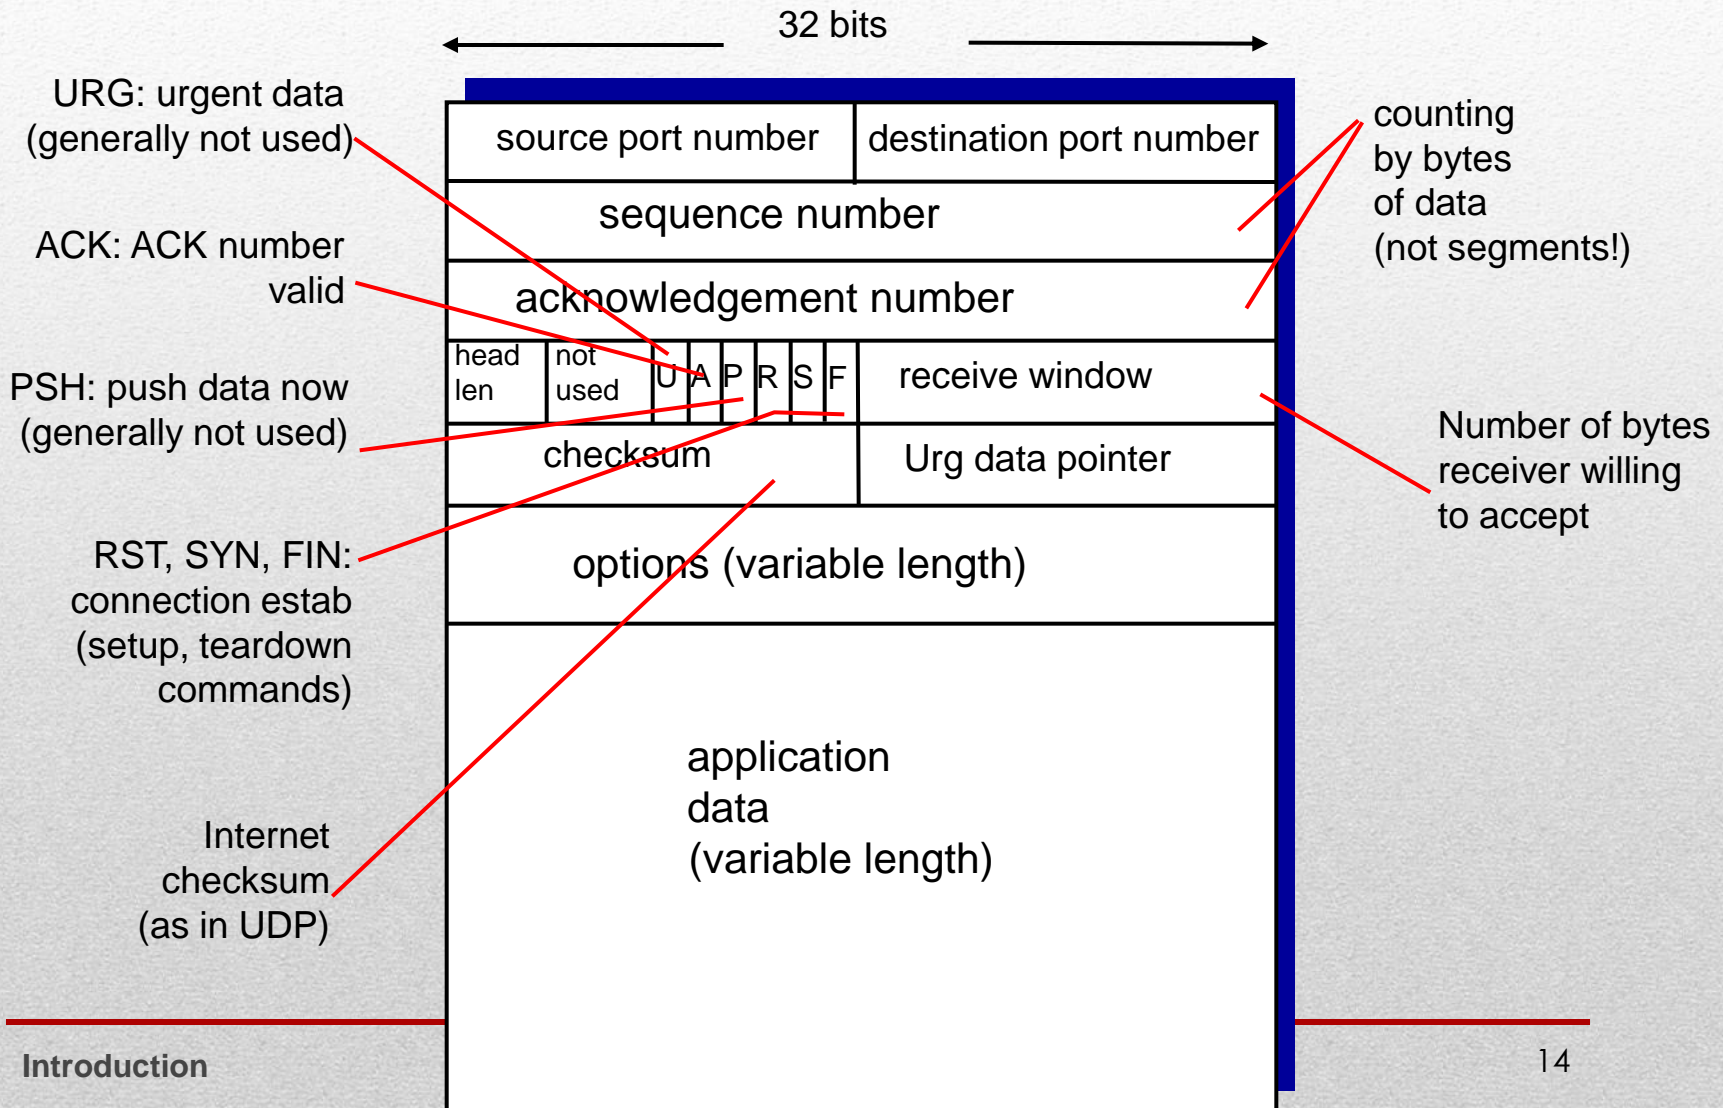 32 bits
URG: urgent data
(generally not used)
ACK: ACK number
valid
PSH: push data now
(generally not used)
RST, SYN, FIN:
connection estab
(setup, teardown
commands)
Internet
checksum
(as in UDP)
source port number
destination port number
sequence number
acknowledgement number
head
len
not
used
U
A
P
R
S
F
receive window
checksum
Urg data pointer
options (variable length)
application
data
(variable length)
counting
by bytes
of data
(not segments!)
Number of bytes
receiver willing
to accept
Introduction
14